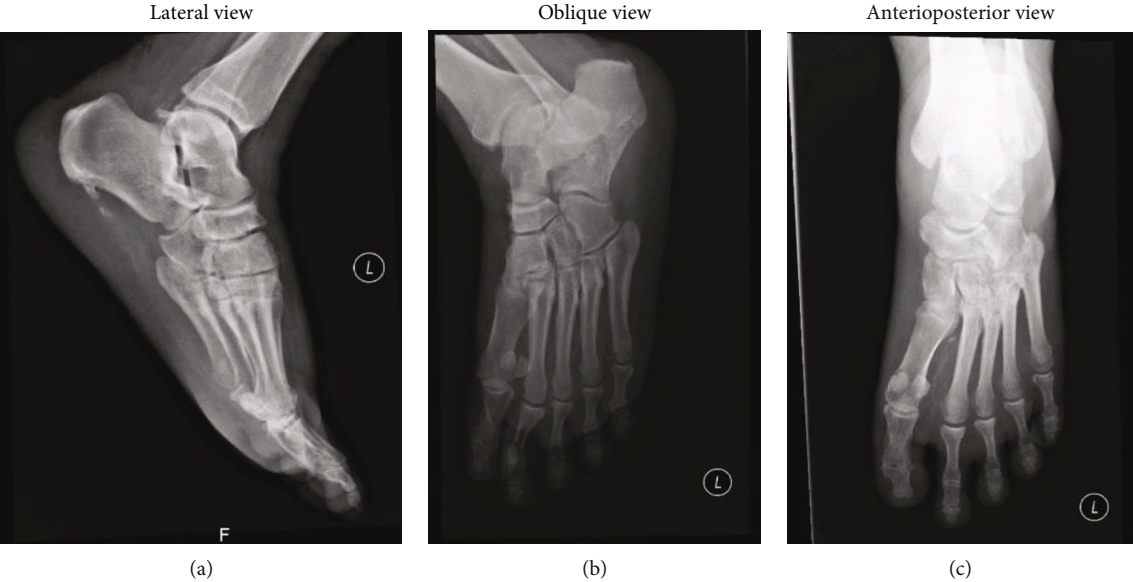 Lateral view
Oblique view
Anterioposterior view
L
F
L
L
(a)
(b)
(c)